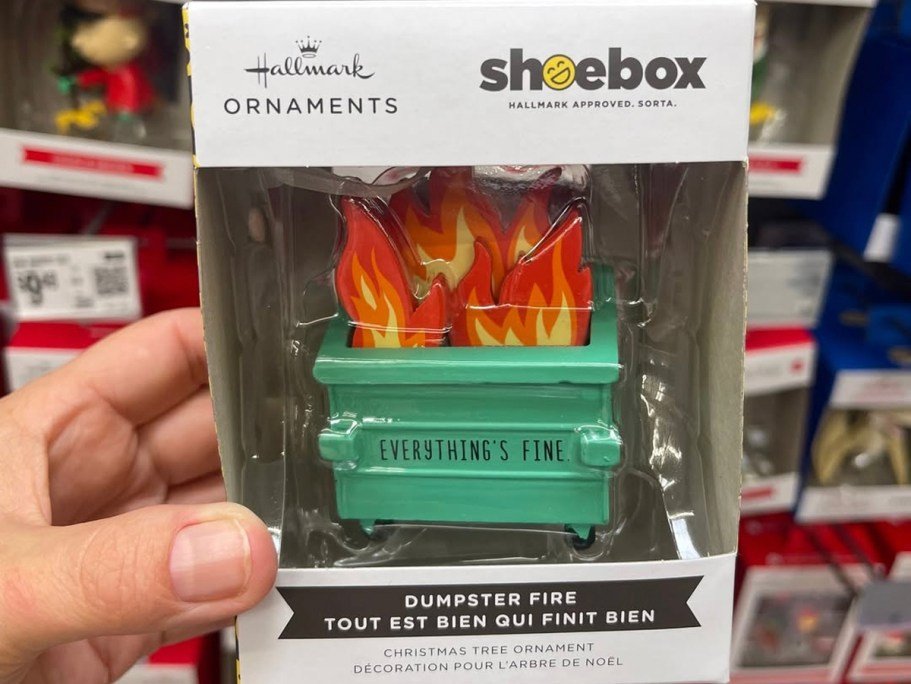 Hallmark
ORNAMENTS
shoebox
HALLMARK APPROVED. SORTA.
EVERYTHING'S FINE.
DUMPSTER FIRE
TOUT EST BIEN QUI FINIT BIEN
CHRISTMAS TREE ORNAMENT
DÉCORATION POUR L'ARBRE DE NOËL